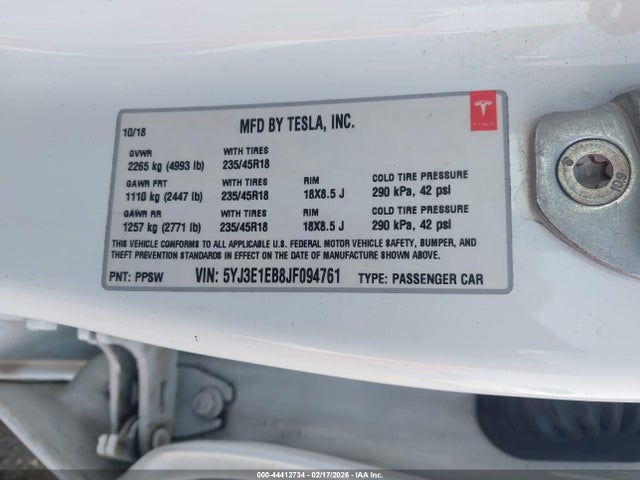 10/18 MFD BY TESLA, INC.
TESLA
GVWR WITH TIRES
2265 kg (4993 lb) 235/45R18
GAWR FRT WITH TIRES RIM COLD TIRE PRESSURE
1110 kg (2447 lb) 235/45R18 18X8.5 J 290 kPa, 42 psi
GAWR RR WITH TIRES RIM COLD TIRE PRESSURE
1257 kg (2771 lb) 235/45R18 18X8.5 J 290 kPa, 42 psi
THIS VEHICLE CONFORMS TO ALL APPLICABLE U.S. FEDERAL MOTOR VEHICLE SAFETY, BUMPER, AND
THEFT PREVENTION STANDARDS IN EFFECT ON THE DATE OF MANUFACTURE SHOWN ABOVE.
PNT: PPSW VIN: 5YJ3E1EB8JF094761 TYPE: PASSENGER CAR
10.9
000-44412734 - 02/17/2026 - IAA Inc.